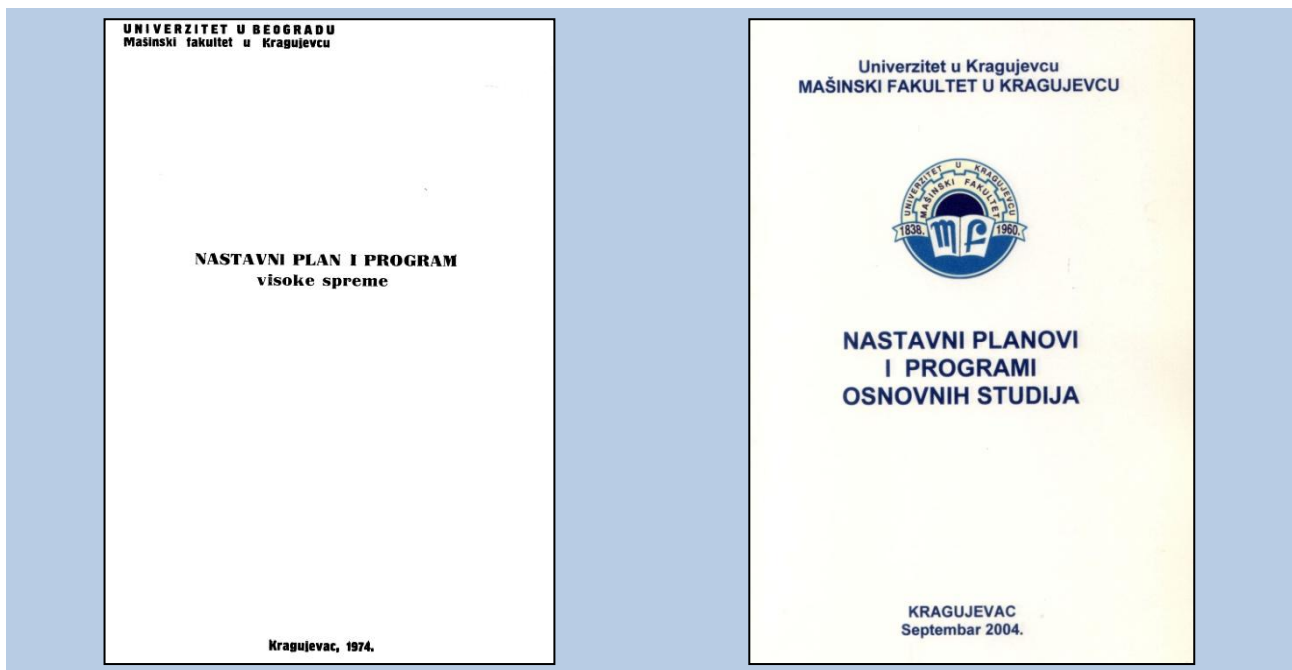 UNIVERZITET U BEOGRADU
Mašinski fakultet u Kragujevcu
NASTAVNI PLAN I PROGRAM
visoke spreme
Kragujevac, 1974.
Univerzitet u Kragujevcu
MAŠINSKI FAKULTET U KRAGUJEVCU
UNIVERZITET U KRAGUJEVCU
MAŠINSKI FAKULTET
1838. mf 1960.
NASTAVNI PLANOVI
I PROGRAMI
OSNOVNIH STUDIJA
KRAGUJEVAC
Septembar 2004.